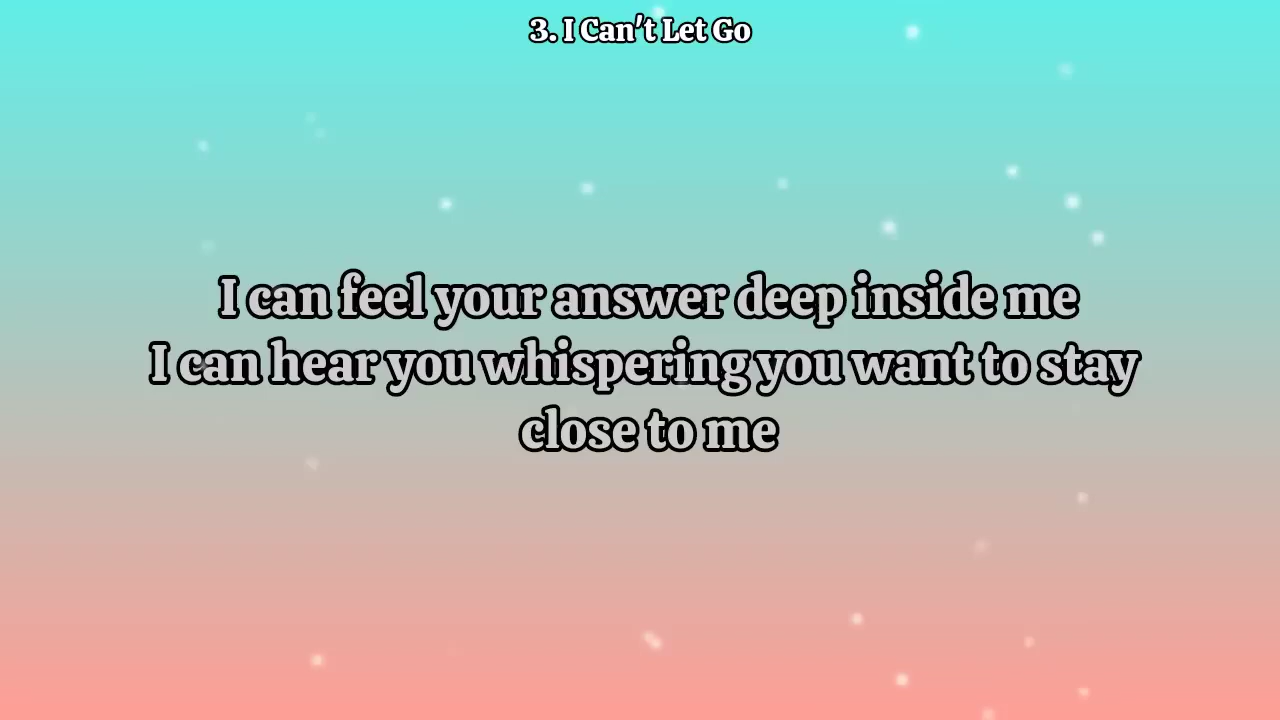 3. I Can't Let Go
I can feel your answer deep inside me
I can hear you whispering you want to stay
close to me